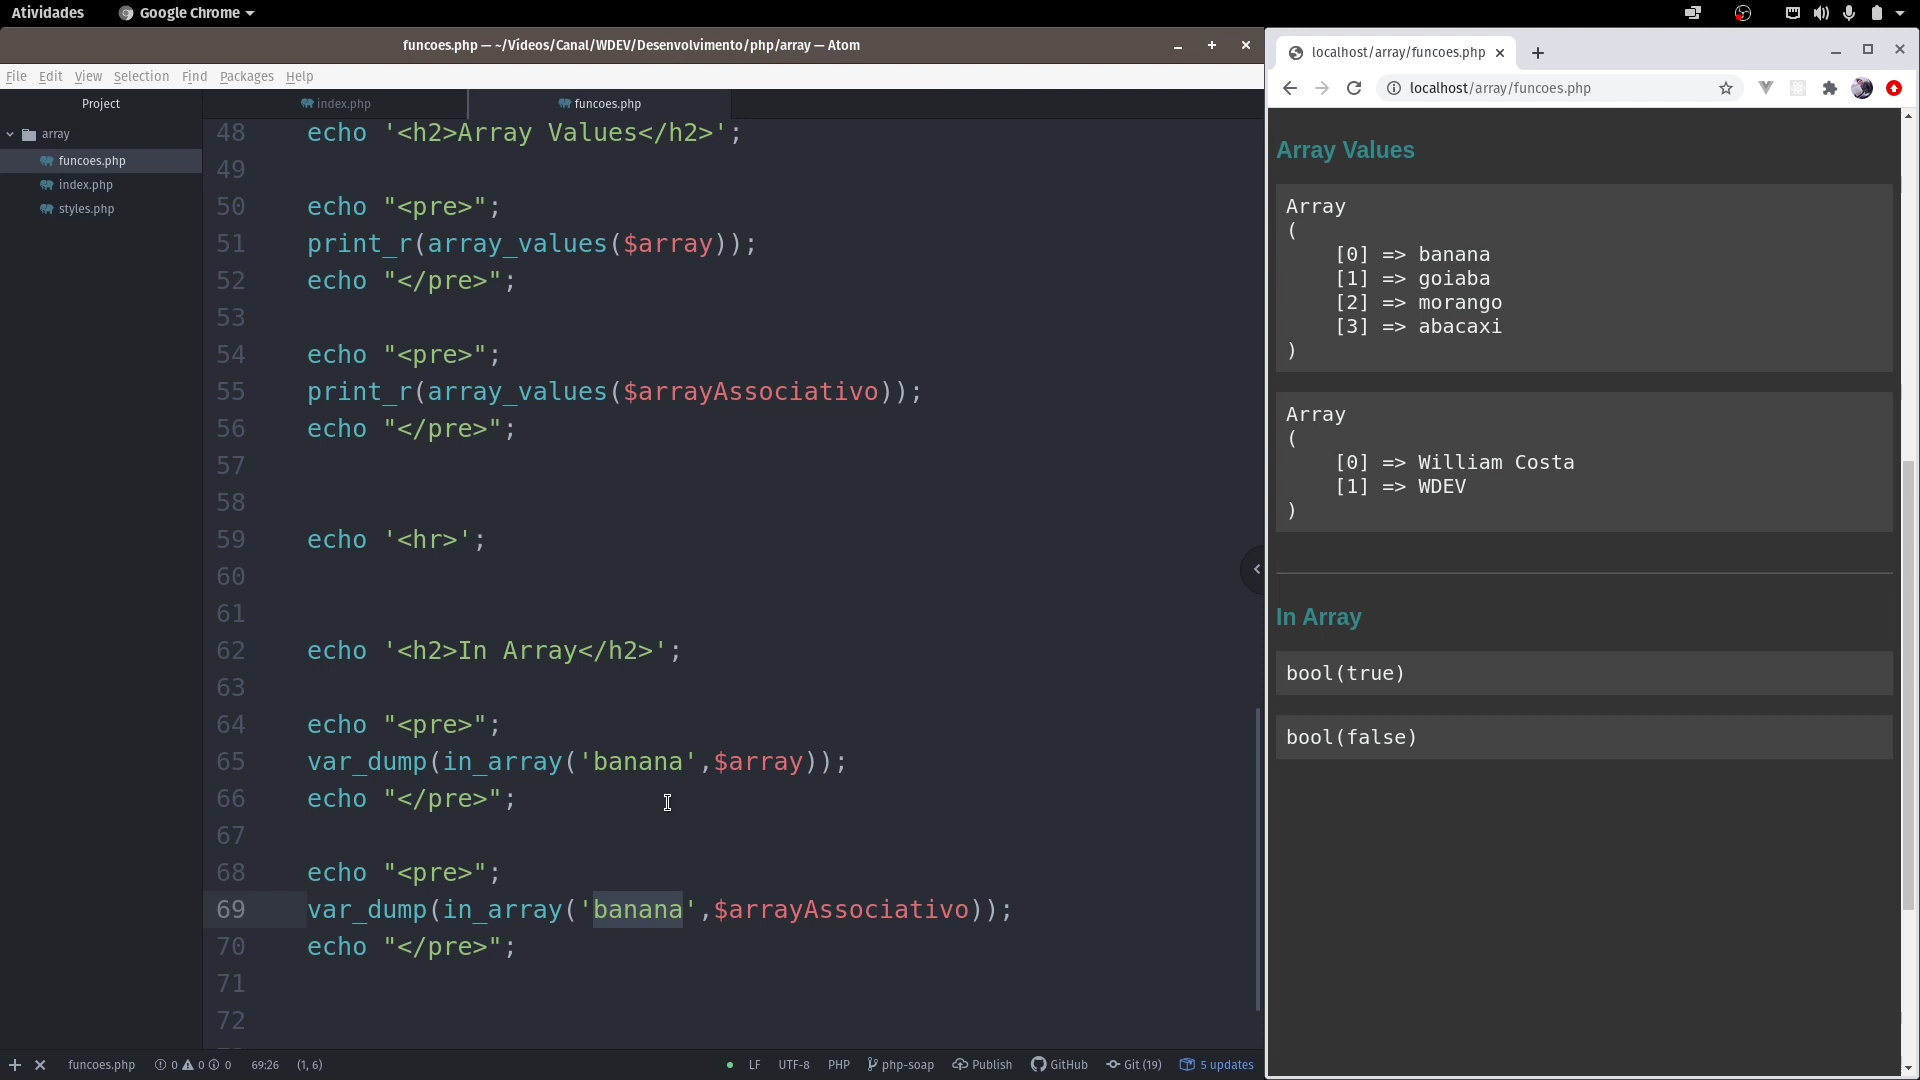 Atividades
Google Chrome
funcoes.php — ~/Vídeos/Canal/WDEV/Desenvolvimento/php/array — Atom
File Edit View Selection Find Packages Help
Project
array
funcoes.php
index.php
styles.php
index.php
funcoes.php
48 echo '<h2>Array Values</h2>';
49
50 echo "<pre>";
51 print_r(array_values($array));
52 echo "</pre>";
53
54 echo "<pre>";
55 print_r(array_values($arrayAssociativo));
56 echo "</pre>";
57
58
59 echo '<hr>';
60
61
62 echo '<h2>In Array</h2>';
63
64 echo "<pre>";
65 var_dump(in_array('banana',$array));
66 echo "</pre>";
67
68 echo "<pre>";
69 var_dump(in_array('banana',$arrayAssociativo));
70 echo "</pre>";
71
72
funcoes.php 0 0 0 69:26 (1, 6)
LF UTF-8 PHP php-soap Publish GitHub Git (19) 5 updates
localhost/array/funcoes.php
localhost/array/funcoes.php
Array Values
Array
(
[0] => banana
[1] => goiaba
[2] => morango
[3] => abacaxi
)
Array
(
[0] => William Costa
[1] => WDEV
)
In Array
bool(true)
bool(false)